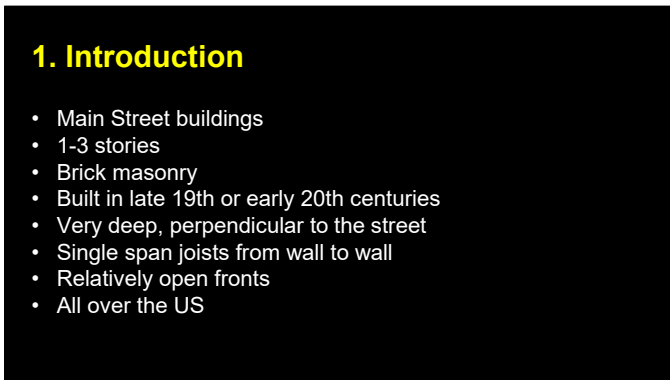 1. Introduction
• Main Street buildings
• 1-3 stories
• Brick masonry
• Built in late 19th or early 20th centuries
• Very deep, perpendicular to the street
• Single span joists from wall to wall
• Relatively open fronts
• All over the US